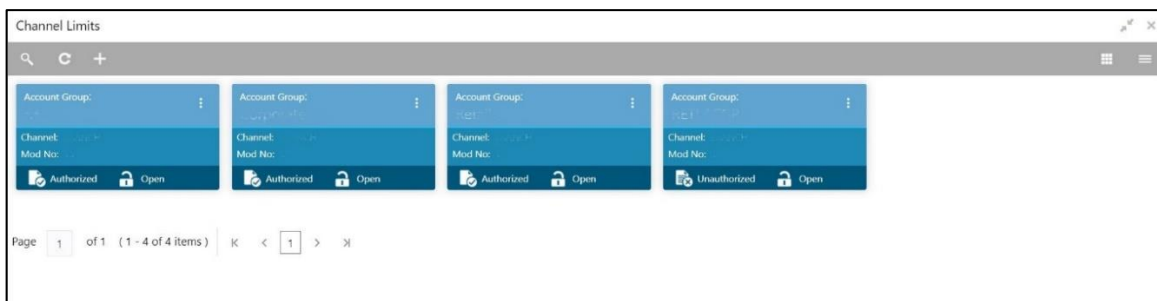 Channel Limits
Account Group:
Channel:
Mod No:
Authorized Open
Account Group:
Channel:
Mod No:
Authorized Open
Account Group:
Channel:
Mod No:
Authorized Open
Account Group:
Channel:
Mod No:
Unauthorized Open
Page 1 of 1 (1 - 4 of 4 items) K < 1 > >|